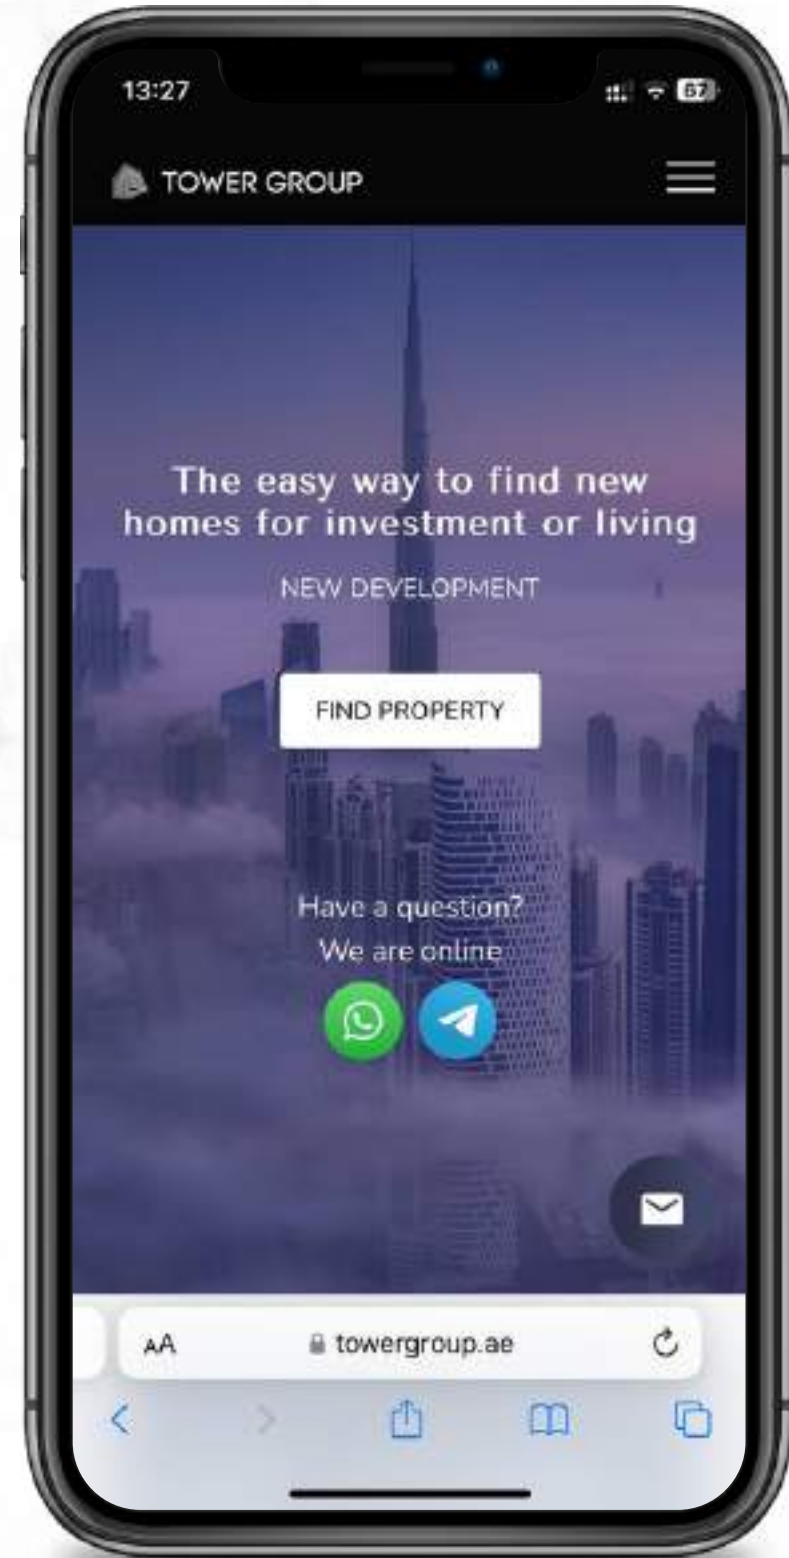 13:27
67
TOWER GROUP
The easy way to find new
homes for investment or living
NEW DEVELOPMENT
FIND PROPERTY
Have a question?
We are online
AA
towergroup.ae